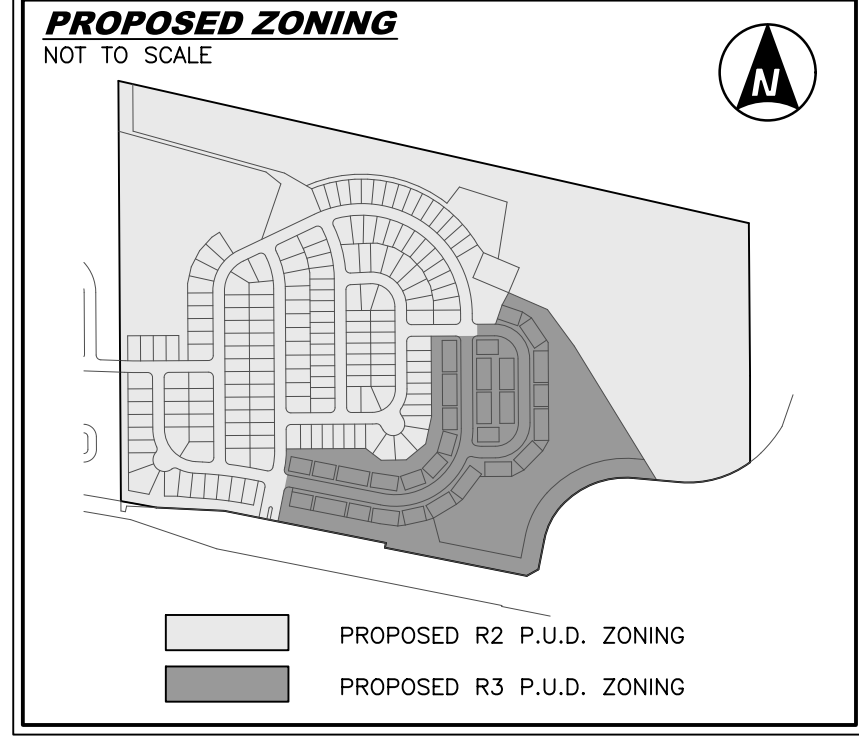 PROPOSED ZONING
NOT TO SCALE
N
PROPOSED R2 P.U.D. ZONING
PROPOSED R3 P.U.D. ZONING